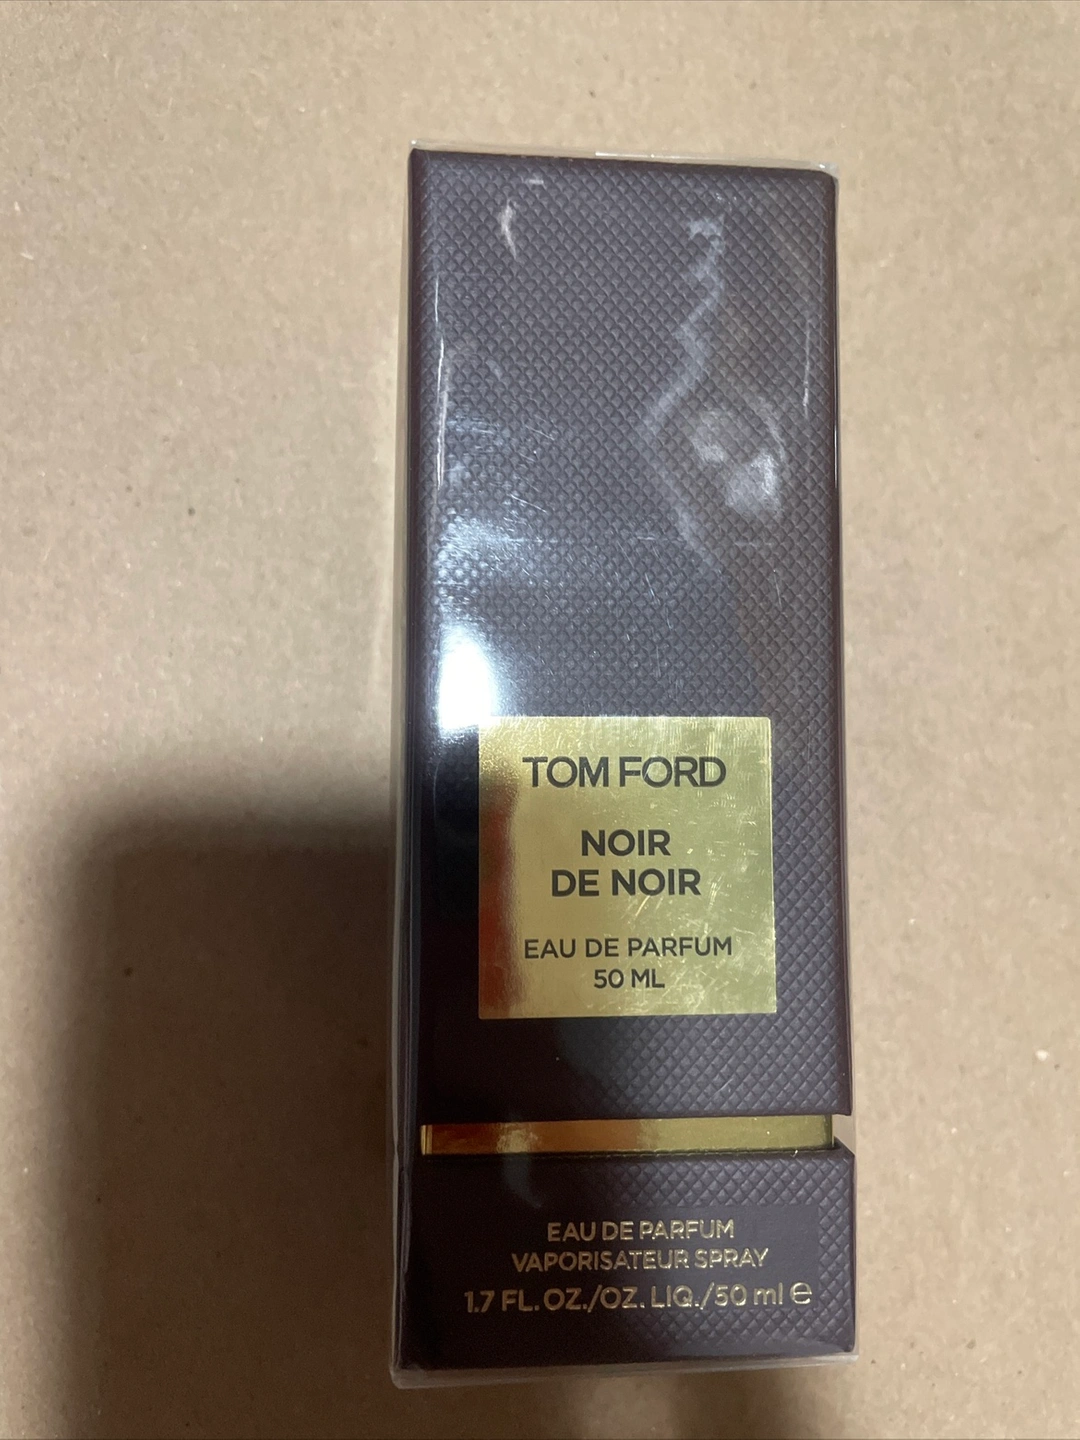 TOM FORD
NOIR
DE NOIR
EAU DE PARFUM
50 ML
EAU DE PARFUM
VAPORISATEUR SPRAY
1.7 FL. OZ./OZ. LIQ./50 ml ℮